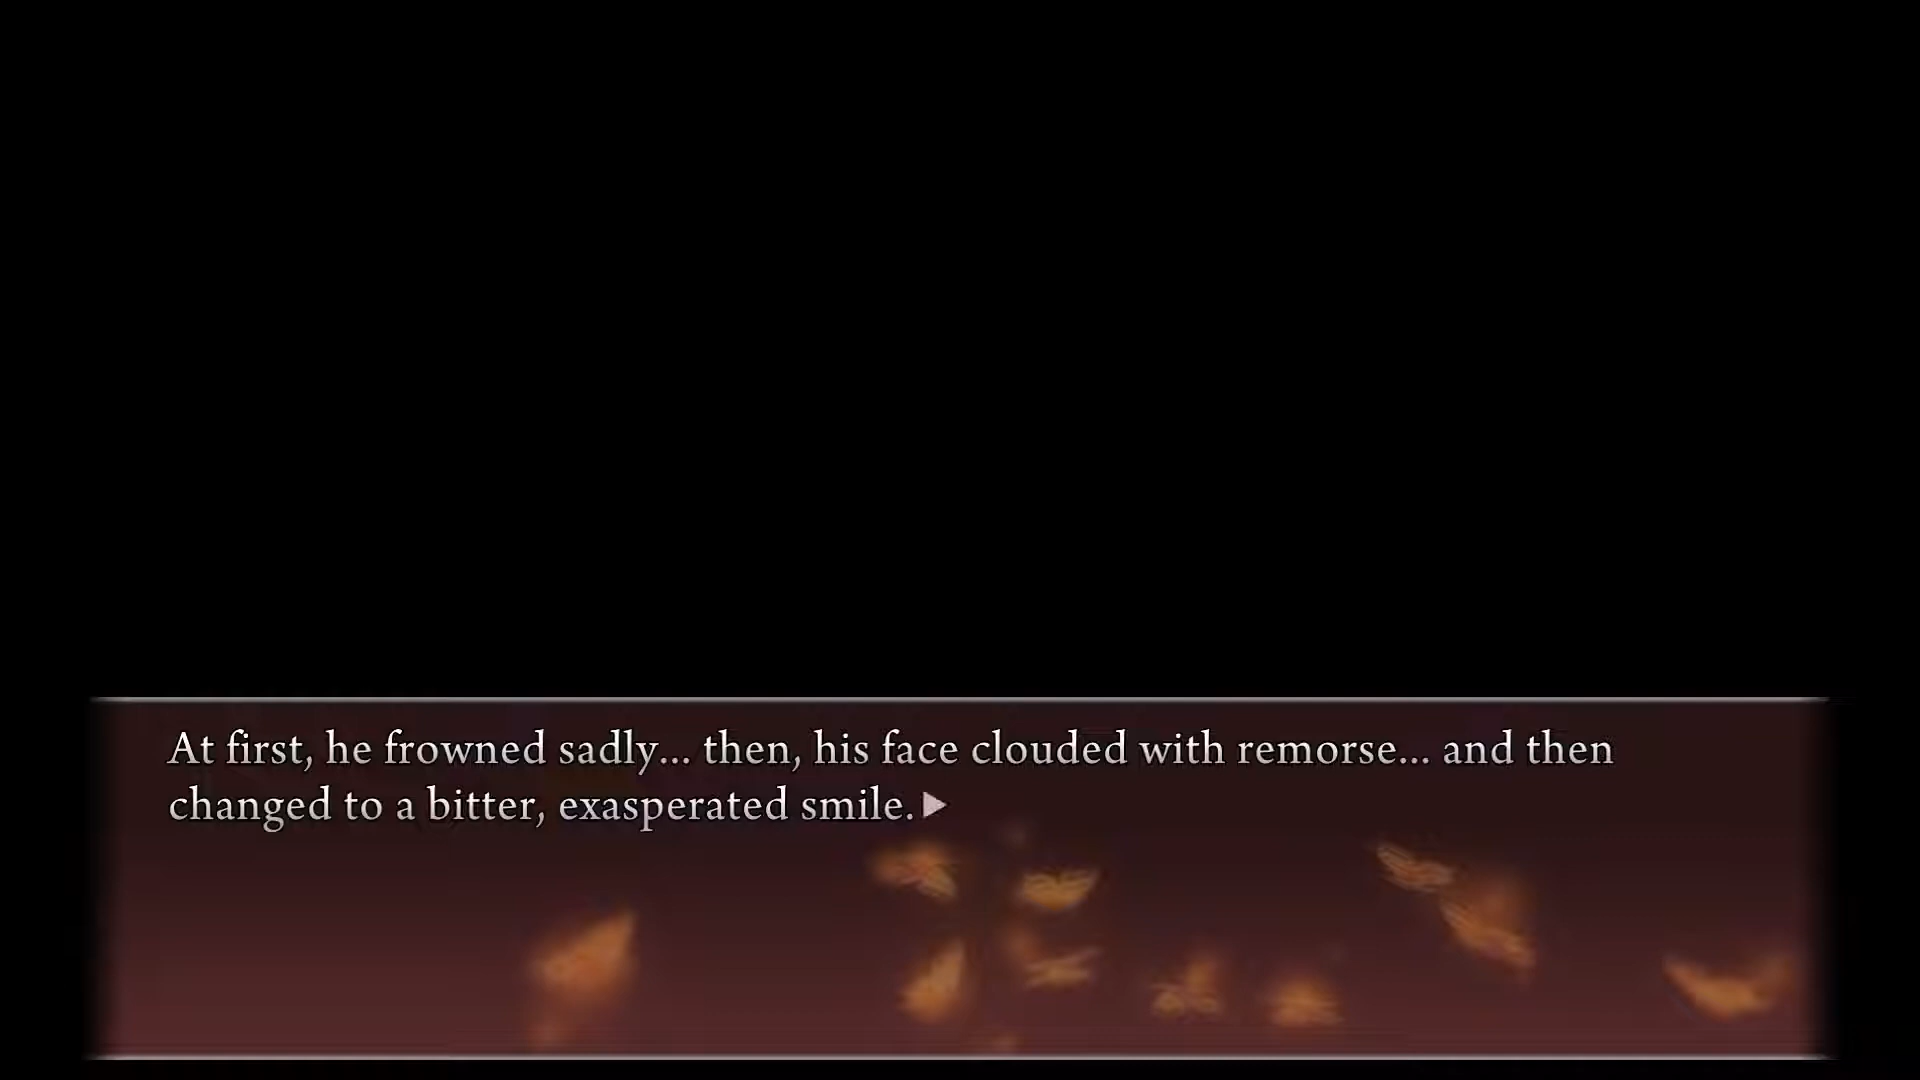 At first, he frowned sadly... then, his face clouded with remorse... and then
changed to a bitter, exasperated smile.